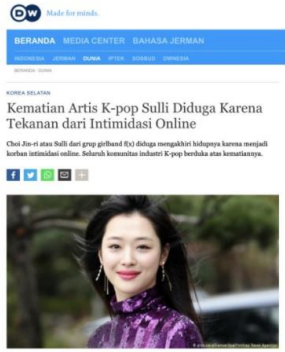 DW Made for minds.
BERANDA MEDIA CENTER BAHASA JERMAN
INDONESIA JERMAN DUNIA IPTEK SOSBUD
BERANDA DUNIA
KOREA SELATAN
Kematian Artis K-pop Sulli Diduga Karena
Tekanan dari Intimidasi Online
Choi Jin-ri atau Sulli dari grup girlband f(x) diduga mengakhiri hidupnya karena menjadi
korban intimidasi online. Seluruh komunitas industri K-pop berduka atas kematiannya.